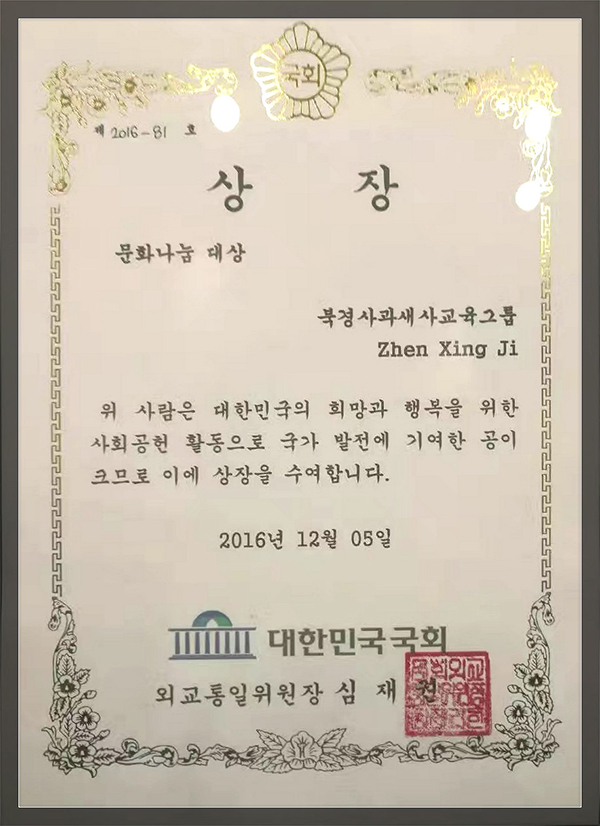 국회
제 2016-81 호
상 장
문화나눔 대상
북경사과새사교육그룹
Zhen Xing Ji
위 사람은 대한민국의 희망과 행복을 위한
사회공헌 활동으로 국가 발전에 기여한 공이
크므로 이에 상장을 수여합니다.
2016년 12월 05일
대한민국국회
외교통일위원장 심 재 권